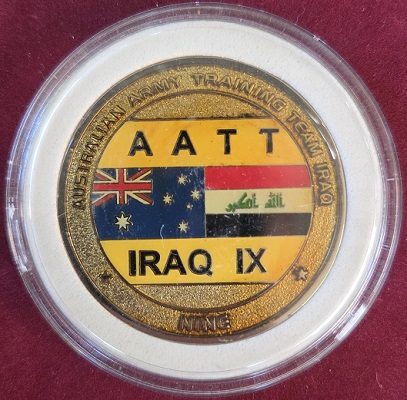 AUSTRALIAN ARMY TRAINING TEAM IRAQ
AATT
الله أكبر
IRAQ IX
NINE